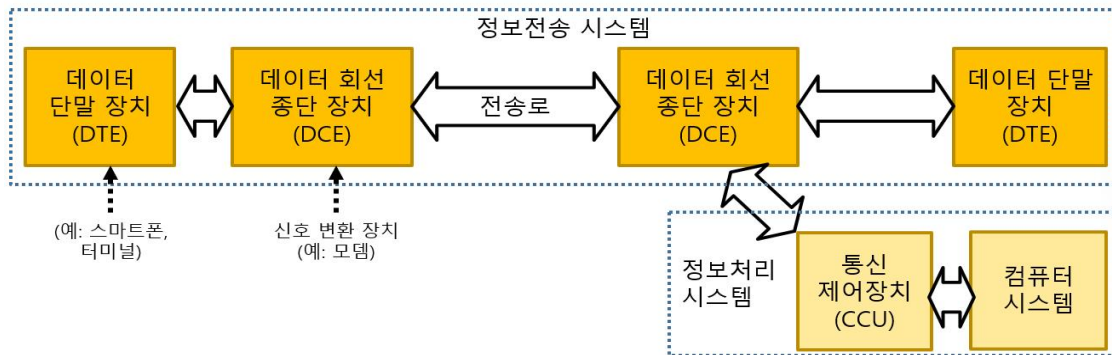 정보전송 시스템
데이터
단말 장치
(DTE)
데이터 회선
종단 장치
(DCE)
전송로
데이터 회선
종단 장치
(DCE)
데이터 단말
장치
(DTE)
(예: 스마트폰,
터미널)
신호 변환 장치
(예: 모뎀)
정보처리
시스템
통신
제어장치
(CCU)
컴퓨터
시스템